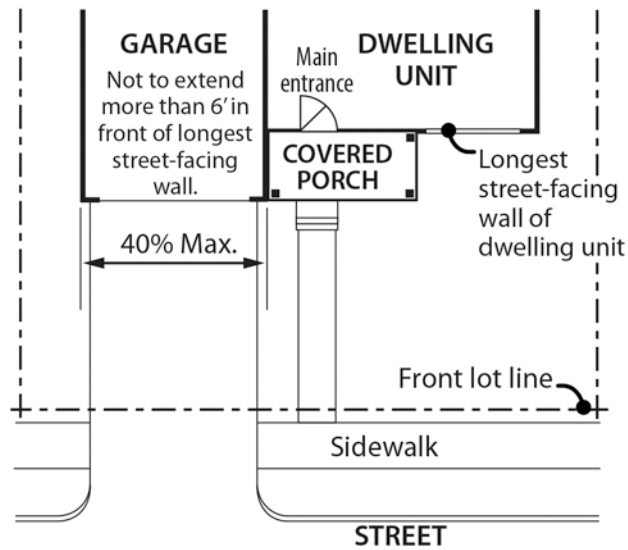 GARAGE
Not to extend
more than 6' in
front of longest
street-facing
wall.
Main
entrance
DWELLING
UNIT
COVERED
PORCH
Longest
street-facing
wall of
dwelling unit
40% Max.
Front lot line
Sidewalk
STREET